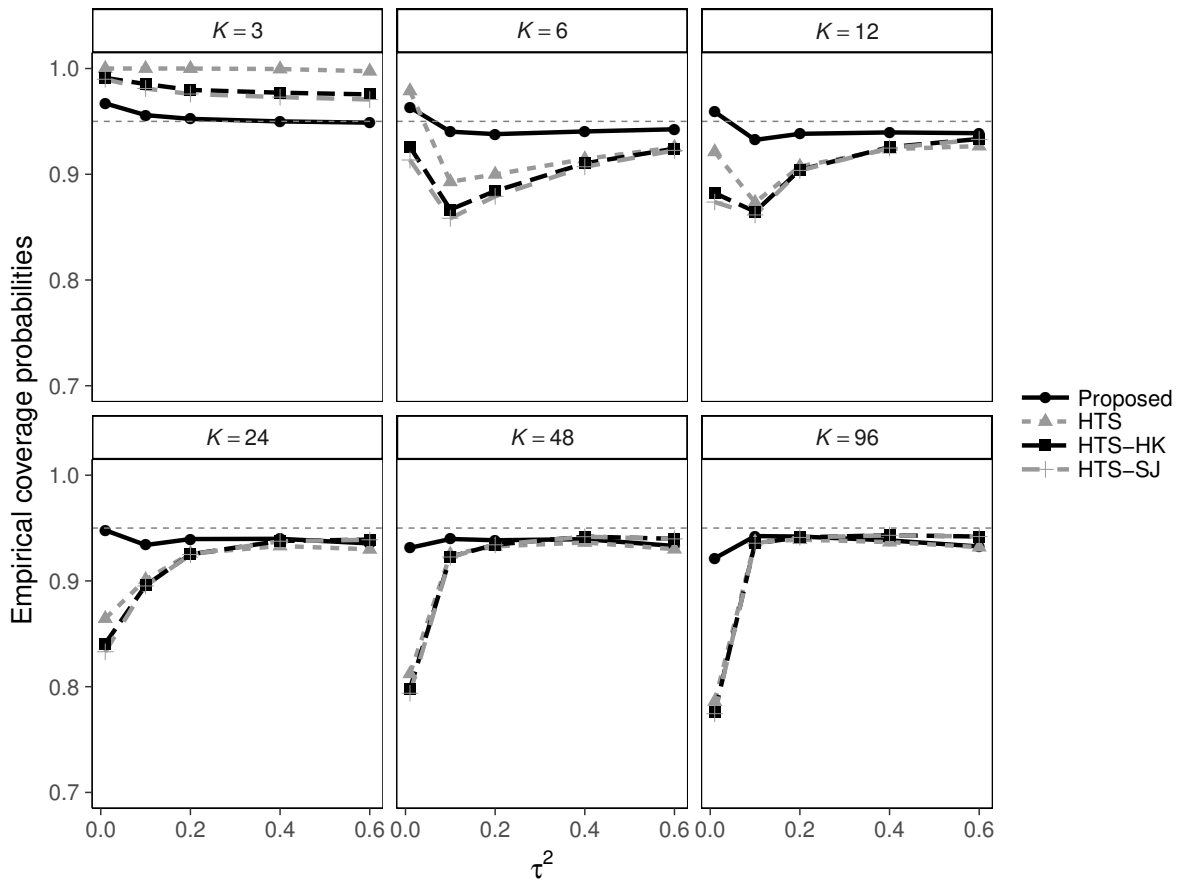 K = 3
K = 6
K = 12
1.0
0.9
0.8
0.7
Empirical coverage probabilities
K = 24
K = 48
K = 96
1.0
0.9
0.8
0.7
0.0 0.2 0.4 0.6 0.0 0.2 0.4 0.6 0.0 0.2 0.4 0.6
τ²
Proposed
HTS
HTS−HK
HTS−SJ